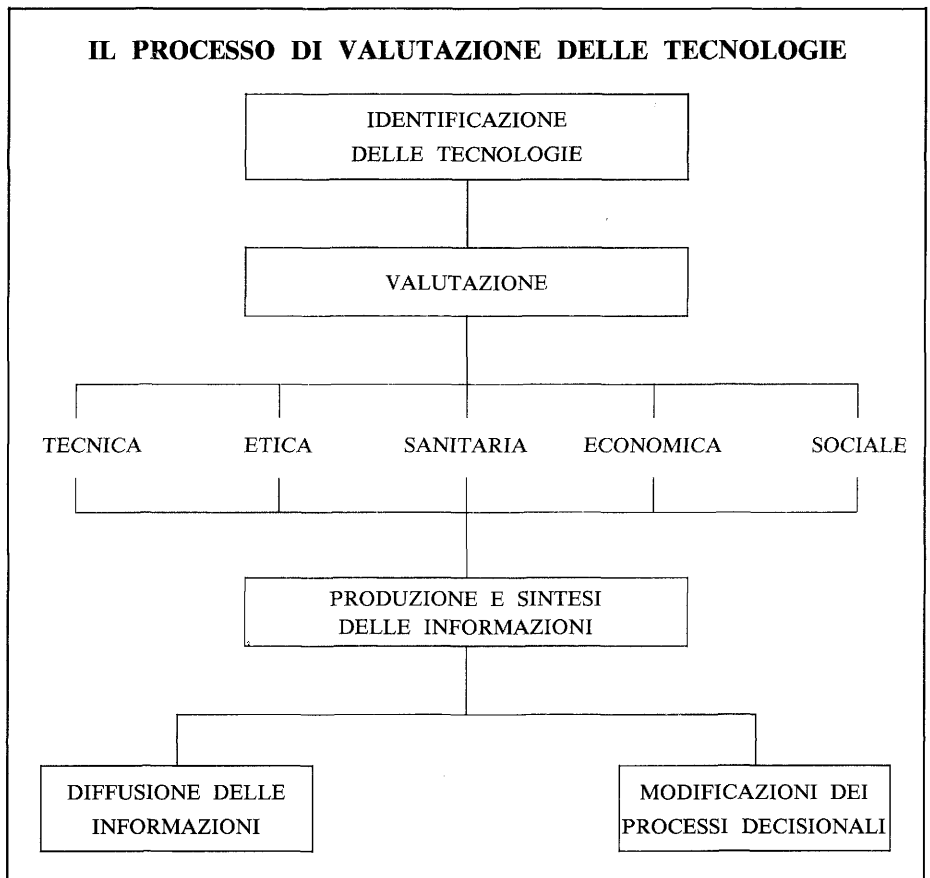 IL PROCESSO DI VALUTAZIONE DELLE TECNOLOGIE
IDENTIFICAZIONE
DELLE TECNOLOGIE
VALUTAZIONE
TECNICA ETICA SANITARIA ECONOMICA SOCIALE
PRODUZIONE E SINTESI
DELLE INFORMAZIONI
DIFFUSIONE DELLE
INFORMAZIONI
MODIFICAZIONI DEI
PROCESSI DECISIONALI